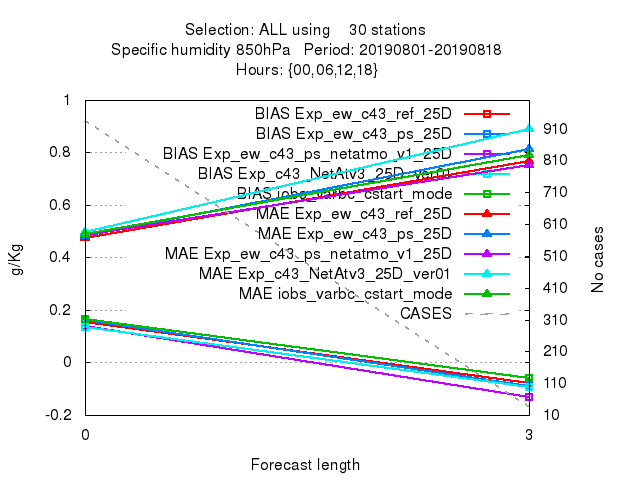 Selection: ALL using 30 stations
Specific humidity 850hPa Period: 20190801-20190818
Hours: {00,06,12,18}
1
0.8
0.6
0.4
0.2
0
-0.2
g/Kg
BIAS Exp_ew_c43_ref_25D
BIAS Exp_ew_c43_ps_25D
BIAS Exp_ew_c43_ps_netatmo_v1_25D
BIAS Exp_c43_NetAtv3_25D_ver01
BIAS iobs_varbc_cstart_mode
MAE Exp_ew_c43_ref_25D
MAE Exp_ew_c43_ps_25D
MAE Exp_ew_c43_ps_netatmo_v1_25D
MAE Exp_c43_NetAtv3_25D_ver01
MAE iobs_varbc_cstart_mode
CASES
910
810
710
610
510
410
310
210
110
10
No cases
0 3
Forecast length